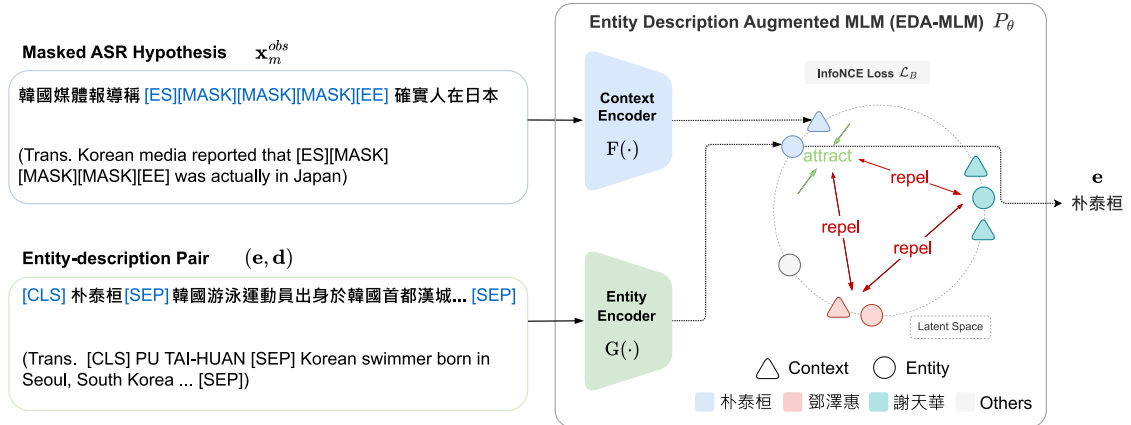 Entity Description Augmented MLM (EDA-MLM) P_θ
Masked ASR Hypothesis x_m^{obs}
韓國媒體報導稱 [ES][MASK][MASK][MASK][EE] 確實人在日本
(Trans. Korean media reported that [ES][MASK]
[MASK][MASK][EE] was actually in Japan)
Context
Encoder
F(·)
InfoNCE Loss ℒ_B
attract
repel
repel
repel
e
朴泰桓
Entity-description Pair (e, d)
[CLS] 朴泰桓[SEP] 韓國游泳運動員出身於韓國首都漢城... [SEP]
(Trans. [CLS] PU TAI-HUAN [SEP] Korean swimmer born in
Seoul, South Korea ... [SEP])
Entity
Encoder
G(·)
Latent Space
Context
Entity
朴泰桓
鄧澤惠
謝天華
Others